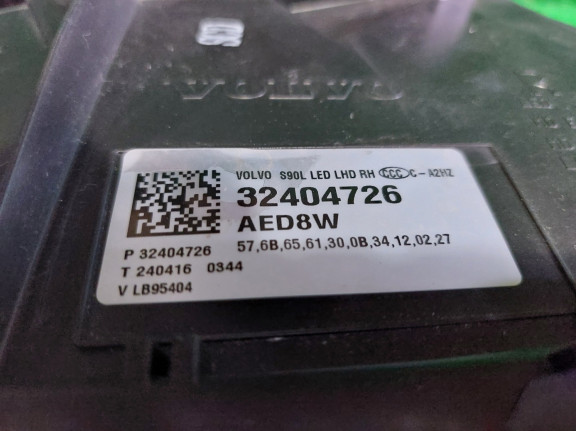 VOLVO
VOLVO S90L LED LHD RH CCC C-A2HZ
32404726
AED8W
57,6B,65,61,30,0B,34,12,02,27
P 32404726
T 240416 0344
V LB95404